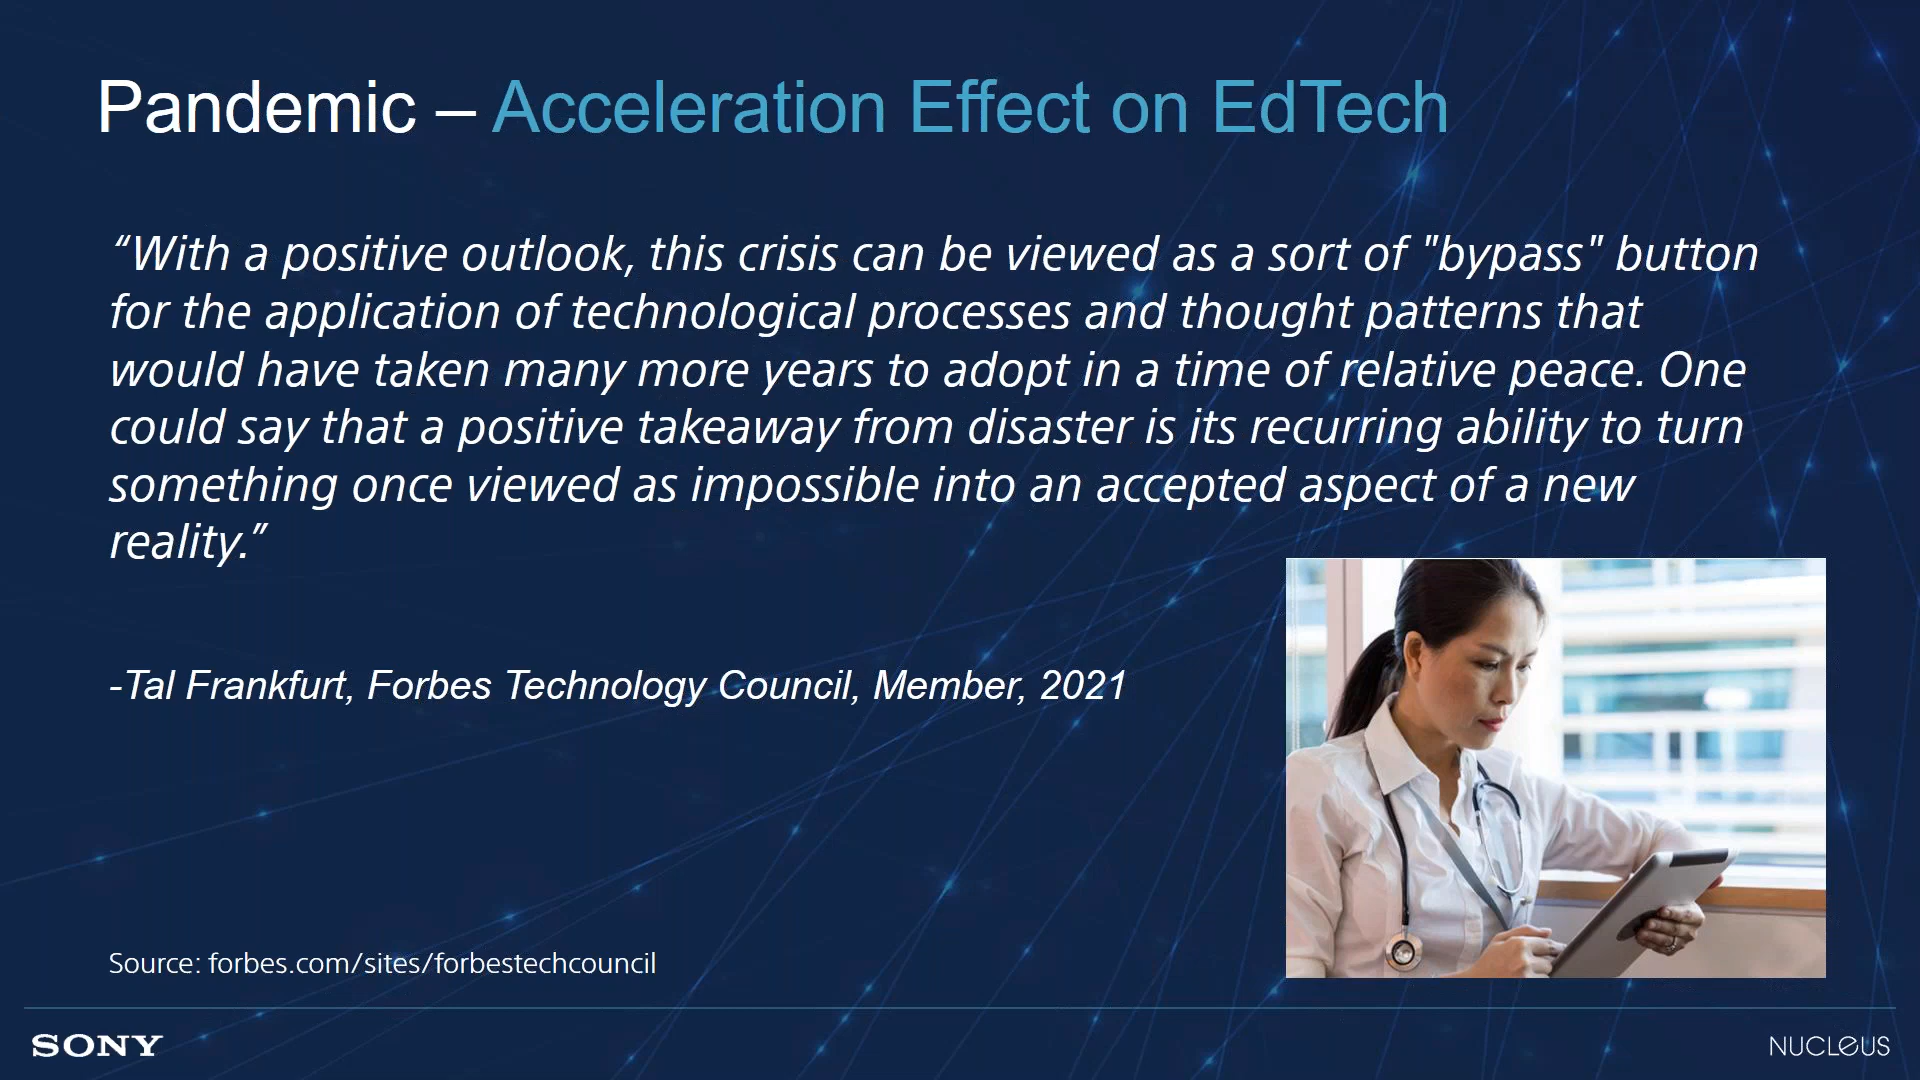 Pandemic – Acceleration Effect on EdTech
“With a positive outlook, this crisis can be viewed as a sort of "bypass" button
for the application of technological processes and thought patterns that
would have taken many more years to adopt in a time of relative peace. One
could say that a positive takeaway from disaster is its recurring ability to turn
something once viewed as impossible into an accepted aspect of a new
reality.”
-Tal Frankfurt, Forbes Technology Council, Member, 2021
Source: forbes.com/sites/forbestechcouncil
SONY
NUCLeUS